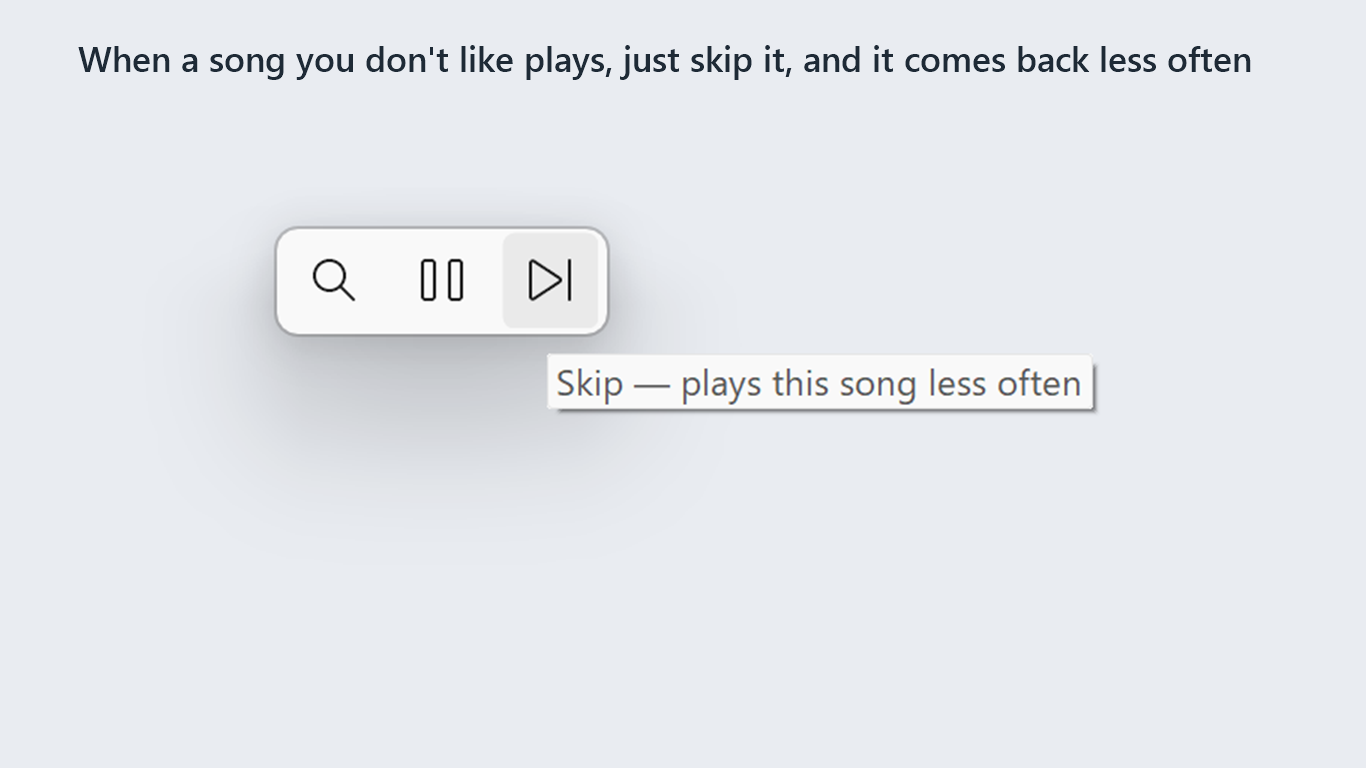 When a song you don't like plays, just skip it, and it comes back less often
Skip — plays this song less often